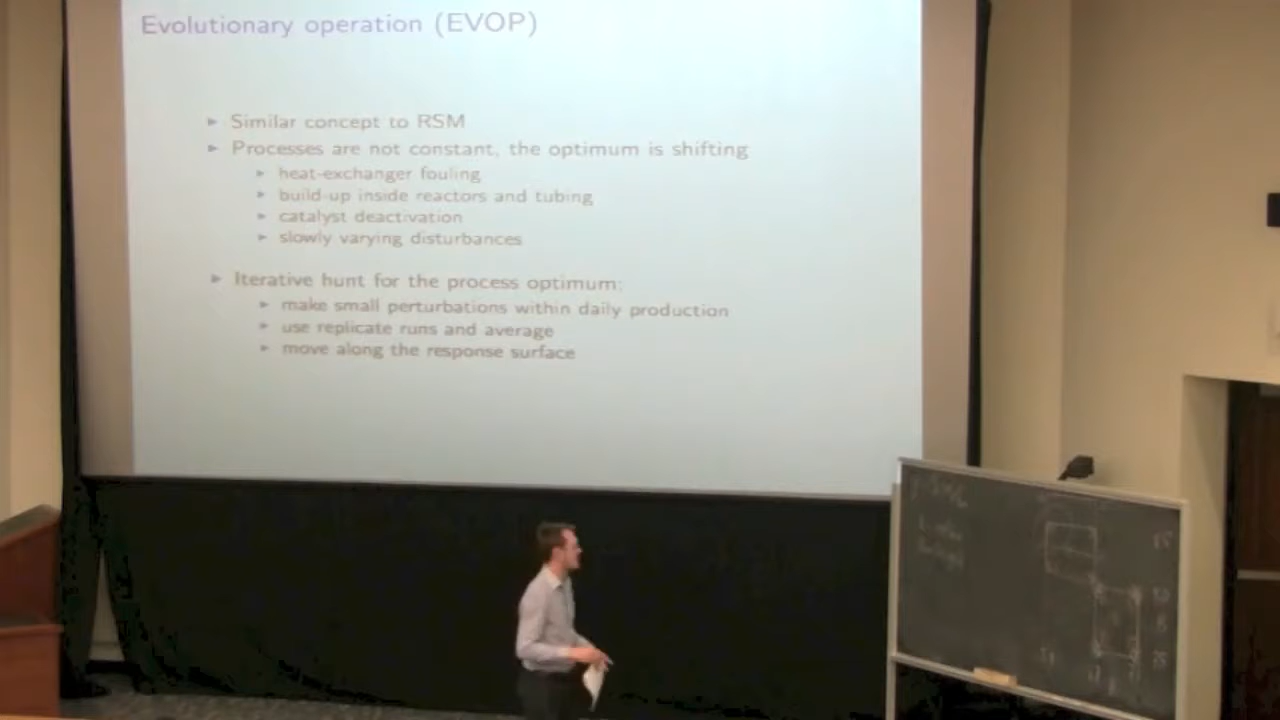 Evolutionary operation (EVOP)
Similar concept to RSM
Processes are not constant, the optimum is shifting
heat-exchanger fouling
build-up inside reactors and tubing
catalyst deactivation
slowly varying disturbances
Iterative hunt for the process optimum:
make small perturbations within daily production
use replicate runs and average
move along the response surface